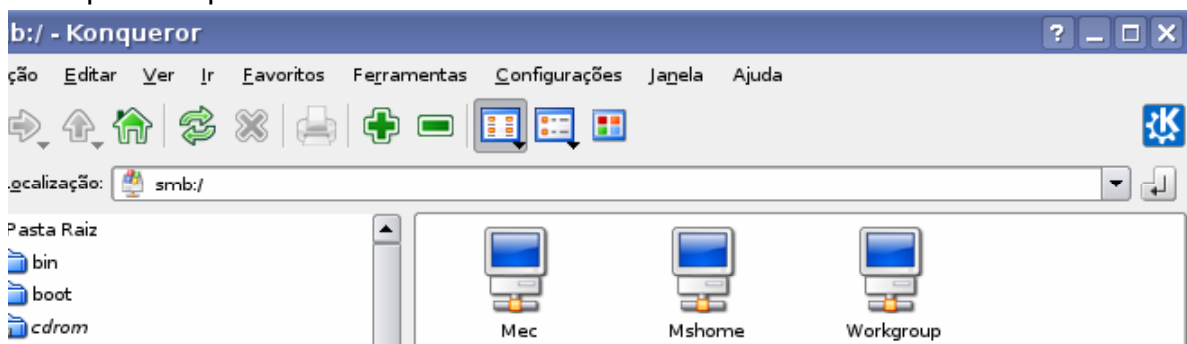 b:/ - Konqueror
ção Editar Ver Ir Favoritos Ferramentas Configurações Janela Ajuda
Localização: smb:/
Pasta Raiz
bin
boot
cdrom
Mec Mshome Workgroup